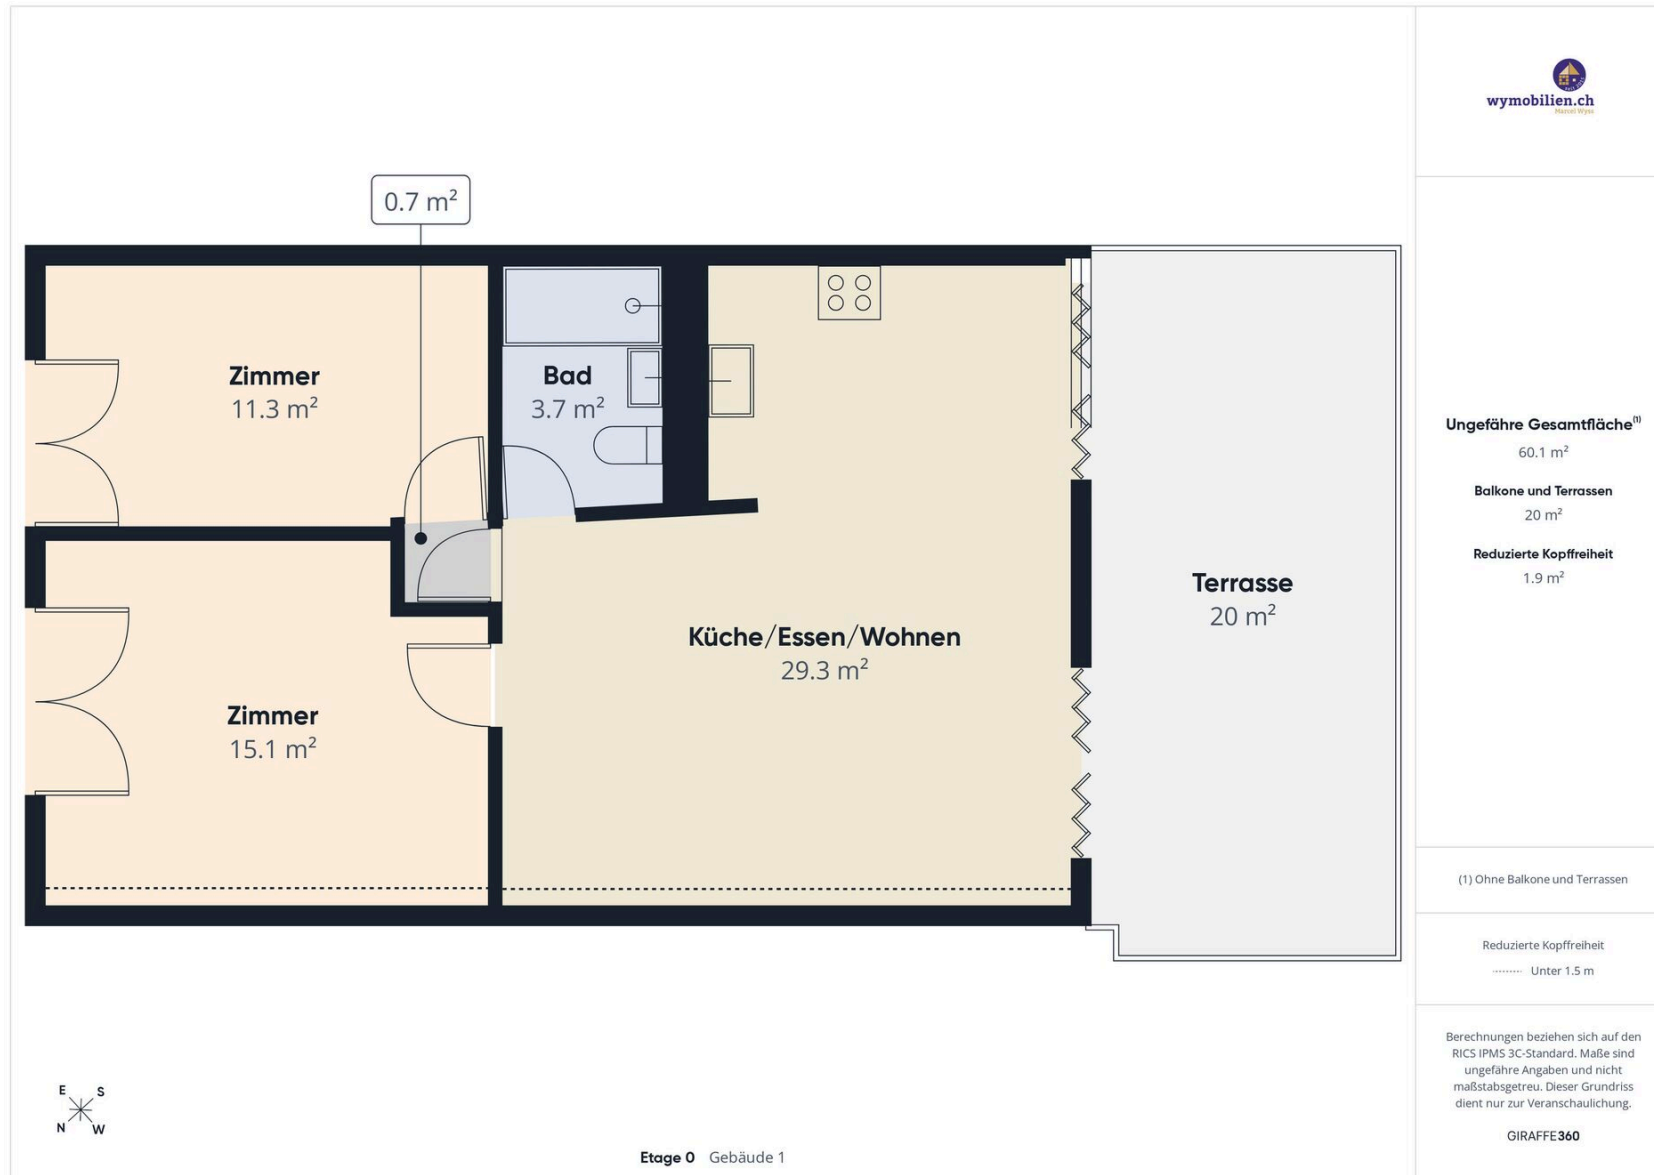 wymobilien.ch
Marcel Wyss
0.7 m²
Zimmer
11.3 m²
Bad
3.7 m²
Zimmer
15.1 m²
Küche/Essen/Wohnen
29.3 m²
Terrasse
20 m²
Ungefähre Gesamtfläche⁽¹⁾
60.1 m²
Balkone und Terrassen
20 m²
Reduzierte Kopffreiheit
1.9 m²
(1) Ohne Balkone und Terrassen
Reduzierte Kopffreiheit
Unter 1.5 m
Berechnungen beziehen sich auf den
RICS IPMS 3C-Standard. Maße sind
ungefähre Angaben und nicht
maßstabsgetreu. Dieser Grundriss
dient nur zur Veranschaulichung.
GIRAFFE360
E S
N W
Etage 0 Gebäude 1